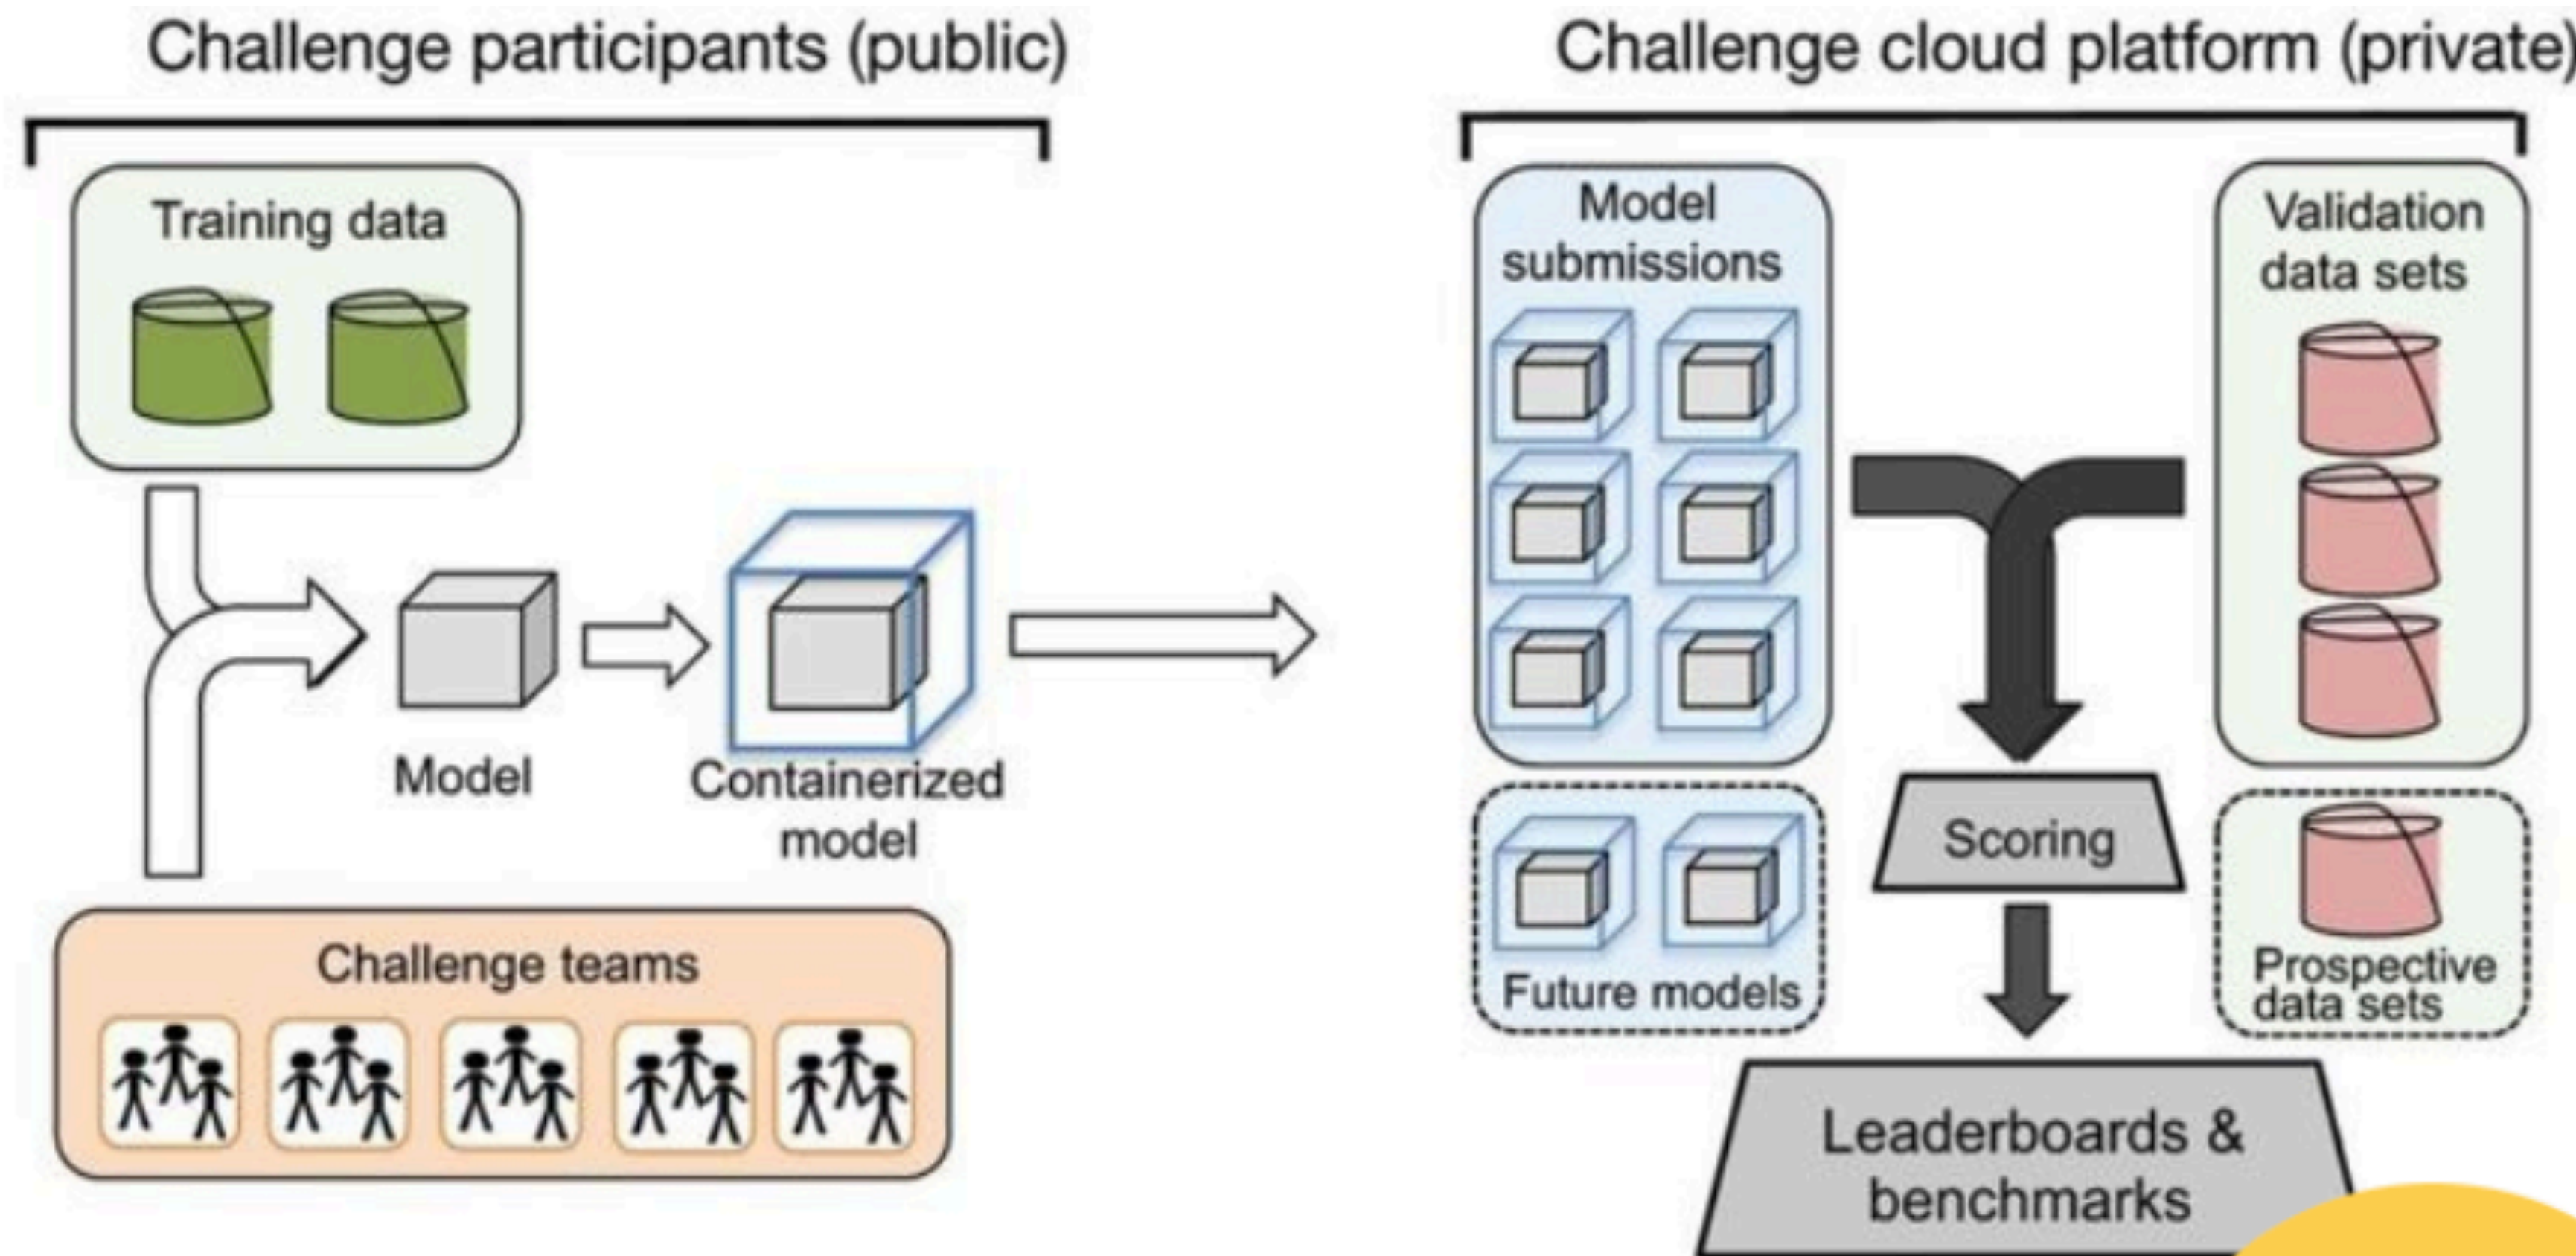 Challenge participants (public)
Training data
Model
Containerized
model
Challenge teams
Challenge cloud platform (private)
Model
submissions
Validation
data sets
Scoring
Future models
Prospective
data sets
Leaderboards &
benchmarks